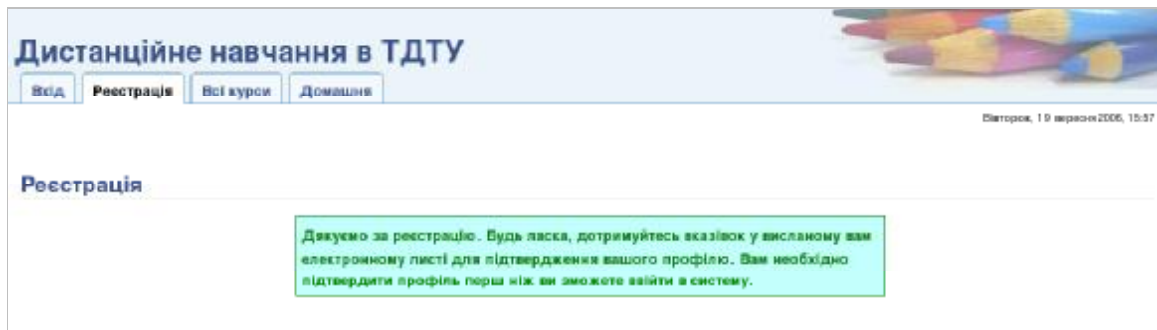 Дистанційне навчання в ТДТУ
Вхід Реєстрація Всі курси Домашня
Вівторок, 19 вересня 2006, 15:57
Реєстрація
Дякуємо за реєстрацію. Будь ласка, дотримуйтесь вказівок у висланому вам
електронному листі для підтвердження вашого профілю. Вам необхідно
підтвердити профіль перш ніж ви зможете ввійти в систему.